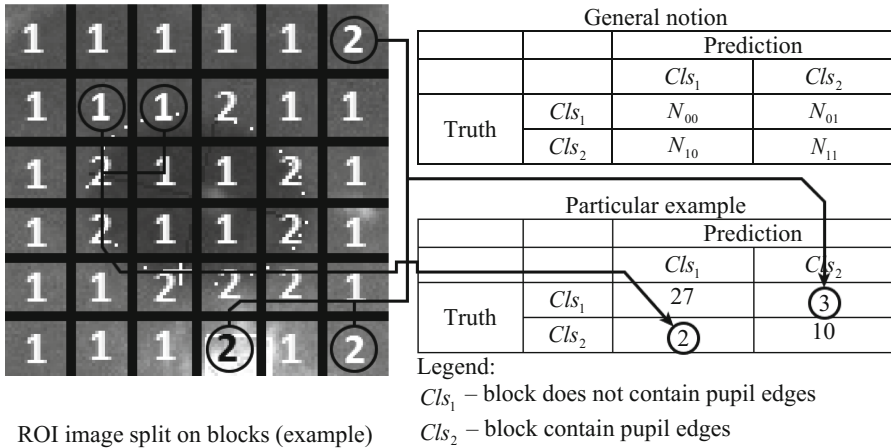 1 1 1 1 1 2
1 1 1 2 1 1
1 2 1 1 2 1
1 2 1 1 2 1
1 1 2 2 2 1
1 1 1 2 1 2
ROI image split on blocks (example)
General notion
Prediction
Cls₁ Cls₂
Truth
Cls₁ N₀₀ N₀₁
Cls₂ N₁₀ N₁₁
Particular example
Prediction
Cls₁ Cls₂
Truth
Cls₁ 27 3
Cls₂ 2 10
Legend:
Cls₁ – block does not contain pupil edges
Cls₂ – block contain pupil edges